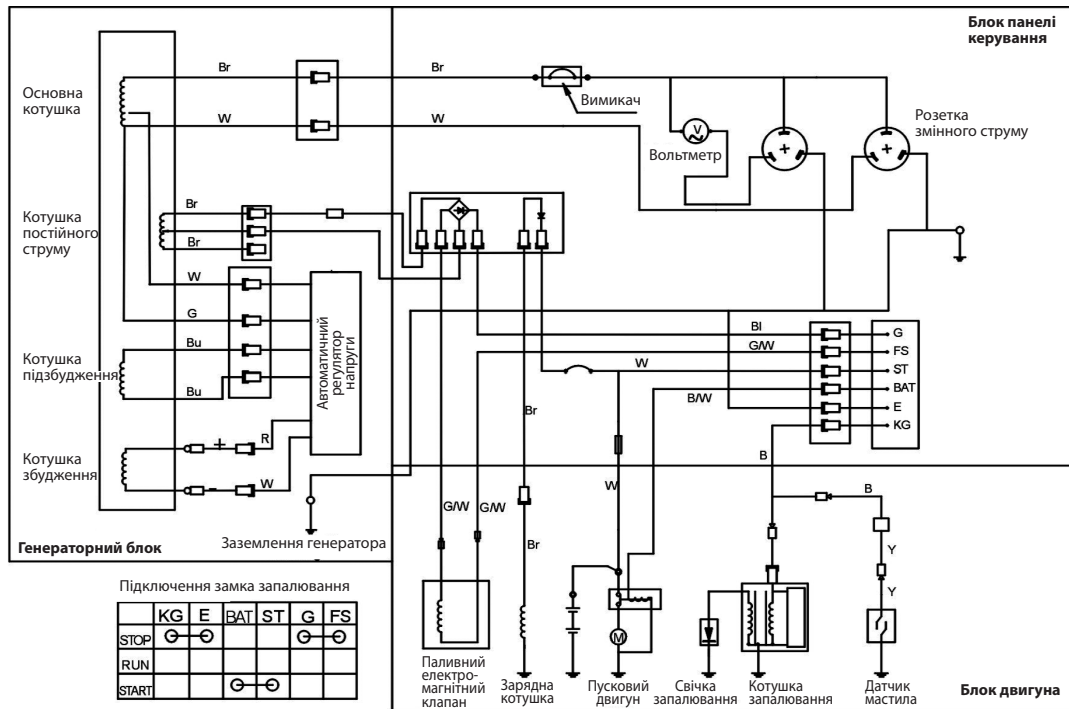 Блок панелі
керування
Br
Br
Основна
котушка
Вимикач
W
W
V
Вольтметр
Розетка
змінного струму
Котушка
постійного
струму
Br
Br
W
G
Bu
Bu
Автоматичний
регулятор
напруги
Котушка
підзбудження
Котушка
збудження
+
R
-
W
Заземлення генератора
Генераторний блок
Bl
G/W
W
B/W
G
FS
ST
BAT
E
KG
Br
B
W
B
G/W
G/W
Br
Y
Y
M
Паливний
електро-
магнітний
клапан
Зарядна
котушка
Пусковий
двигун
Свічка
запалювання
Котушка
запалювання
Датчик
мастила
Блок двигуна
Підключення замка запалювання
KG E BAT ST G FS
STOP
RUN
START